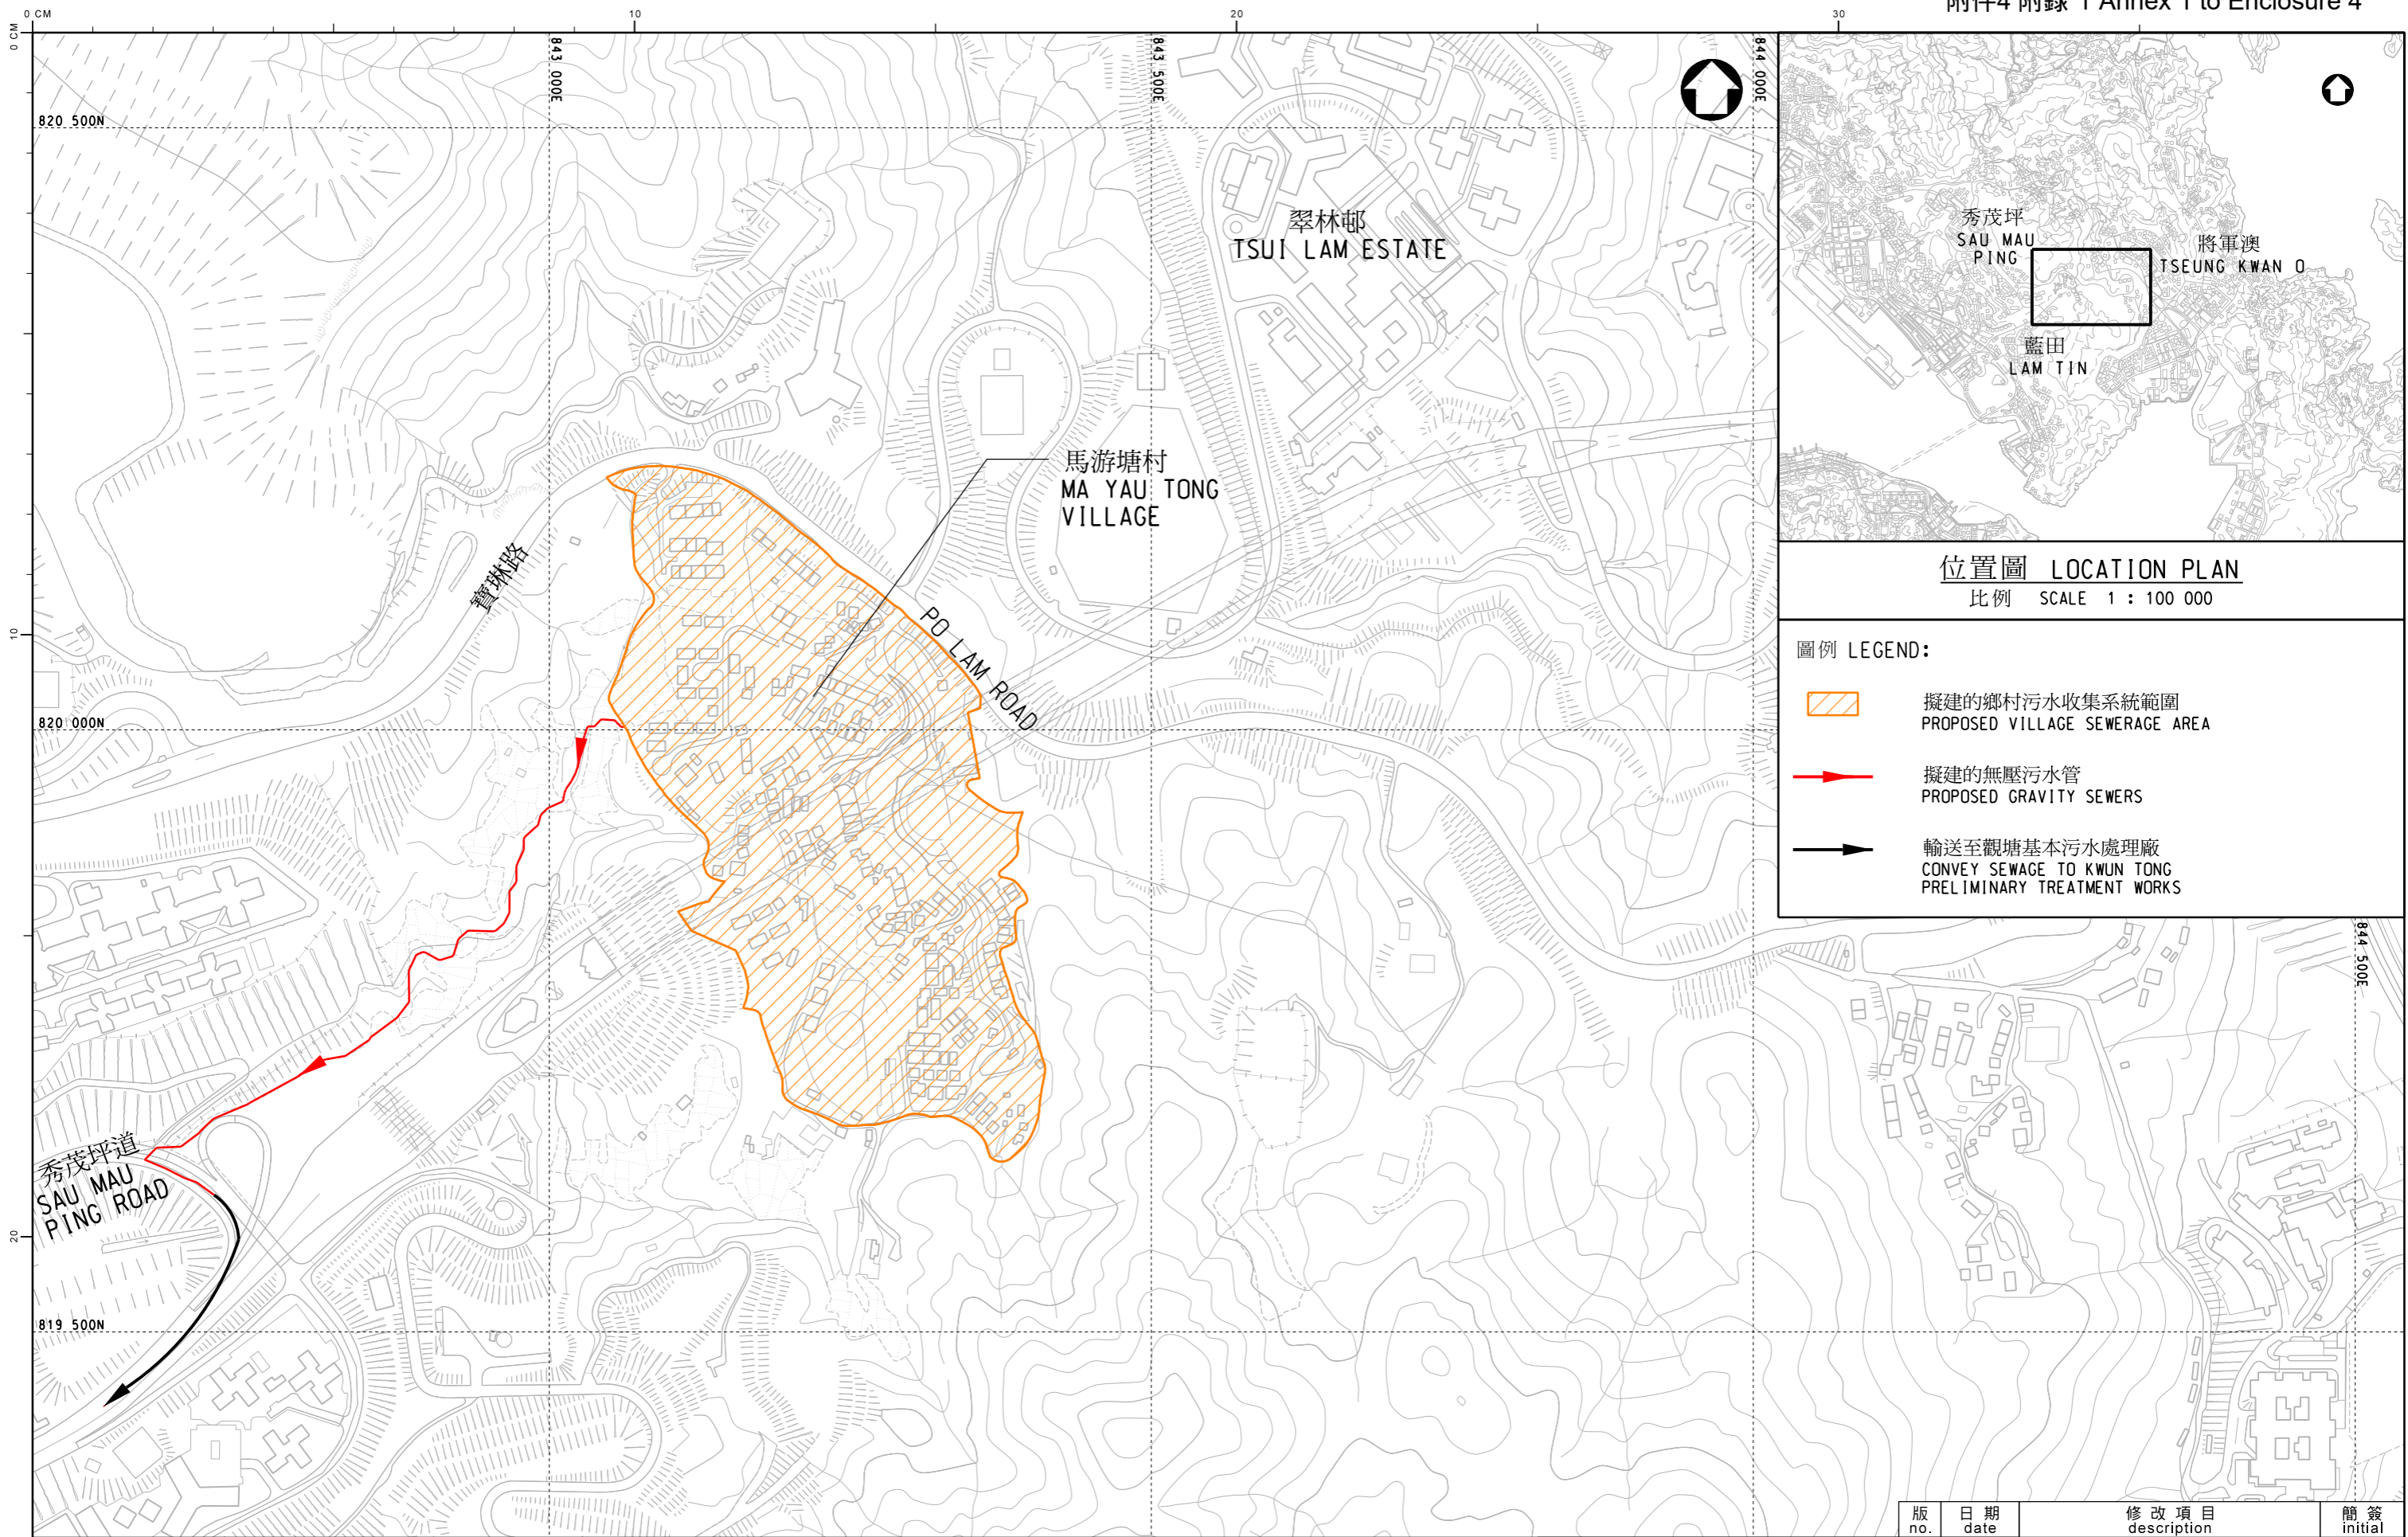 附件4 附錄 1 Annex 1 to Enclosure 4
0 CM
10
20
30
0 CM
10
20
843 000E
843 500E
844 000E
844 500E
820 500N
820 000N
819 500N
翠林邨
TSUI LAM ESTATE
馬游塘村
MA YAU TONG
VILLAGE
寶琳路
PO LAM ROAD
秀茂坪道
SAU MAU
PING ROAD
秀茂坪
SAU MAU
PING
將軍澳
TSEUNG KWAN O
藍田
LAM TIN
位置圖 LOCATION PLAN
比例 SCALE 1 : 100 000
圖例 LEGEND:
擬建的鄉村污水收集系統範圍
PROPOSED VILLAGE SEWERAGE AREA
擬建的無壓污水管
PROPOSED GRAVITY SEWERS
輸送至觀塘基本污水處理廠
CONVEY SEWAGE TO KWUN TONG
PRELIMINARY TREATMENT WORKS
版 日 期 修 改 項 目 簡 簽
no. date description initial